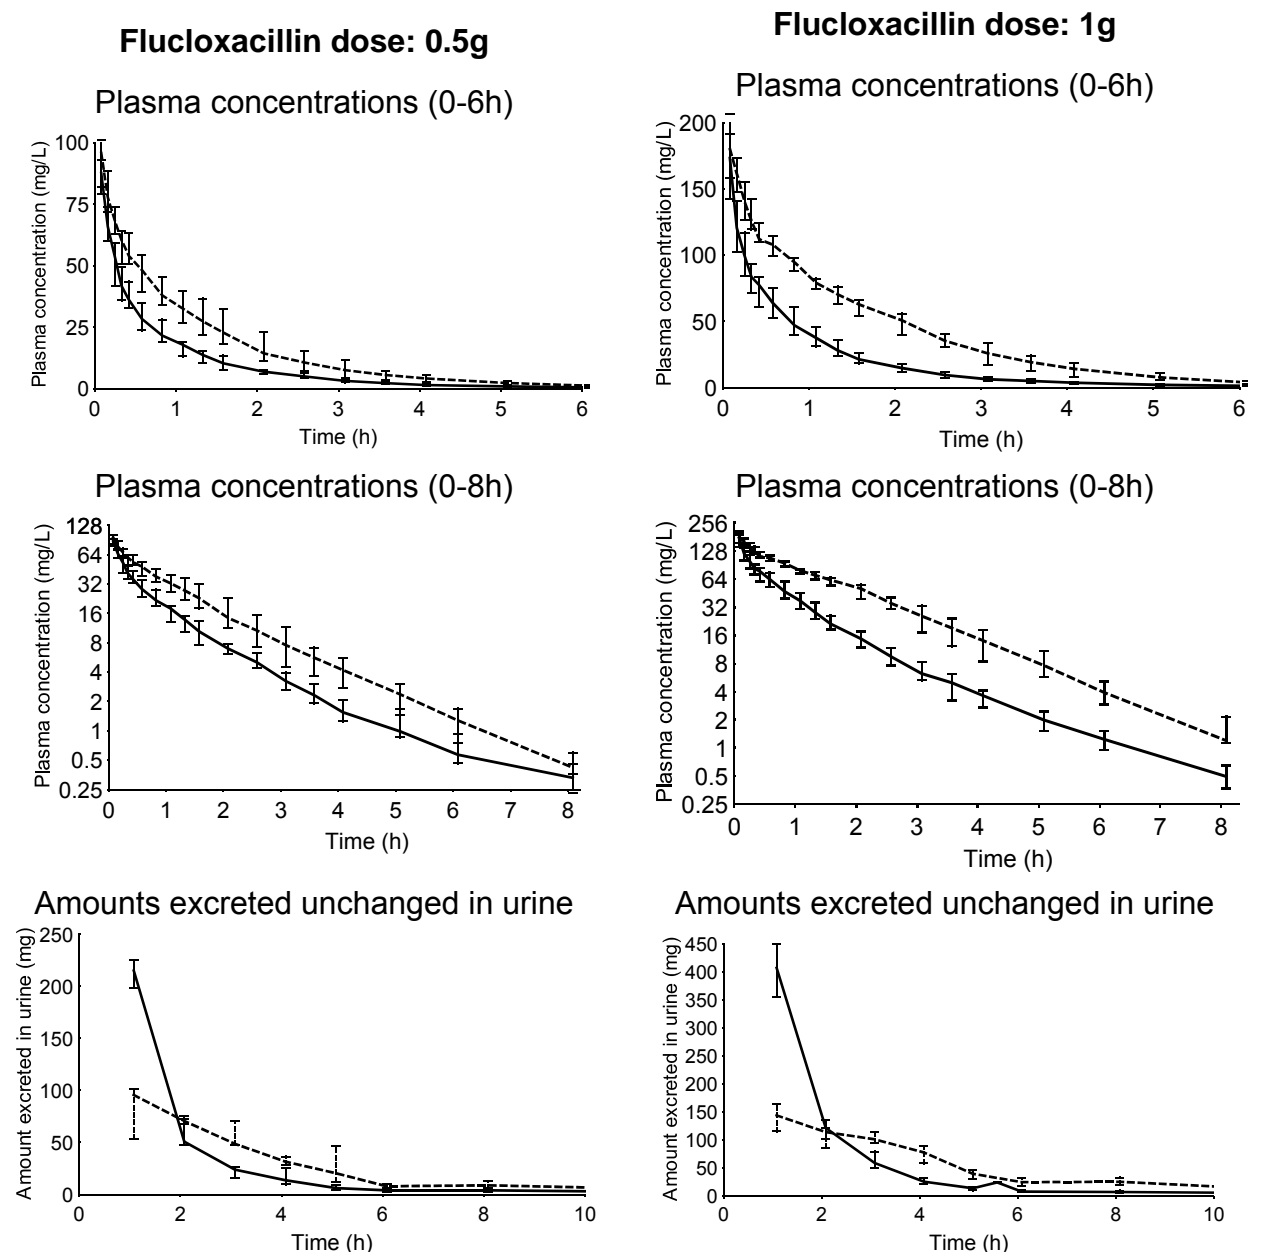 Flucloxacillin dose: 0.5g
Plasma concentrations (0-6h)
Plasma concentration (mg/L)
100
75
50
25
0
0 1 2 3 4 5 6
Time (h)
Flucloxacillin dose: 1g
Plasma concentrations (0-6h)
Plasma concentration (mg/L)
200
150
100
50
0
0 1 2 3 4 5 6
Time (h)
Plasma concentrations (0-8h)
Plasma concentration (mg/L)
128
64
32
16
8
4
2
1
0.5
0.25
0 1 2 3 4 5 6 7 8
Time (h)
Plasma concentrations (0-8h)
Plasma concentration (mg/L)
256
128
64
32
16
8
4
2
1
0.5
0.25
0 1 2 3 4 5 6 7 8
Time (h)
Amounts excreted unchanged in urine
Amount excreted in urine (mg)
250
200
150
100
50
0
0 2 4 6 8 10
Time (h)
Amounts excreted unchanged in urine
Amount excreted in urine (mg)
450
400
350
300
250
200
150
100
50
0
0 2 4 6 8 10
Time (h)